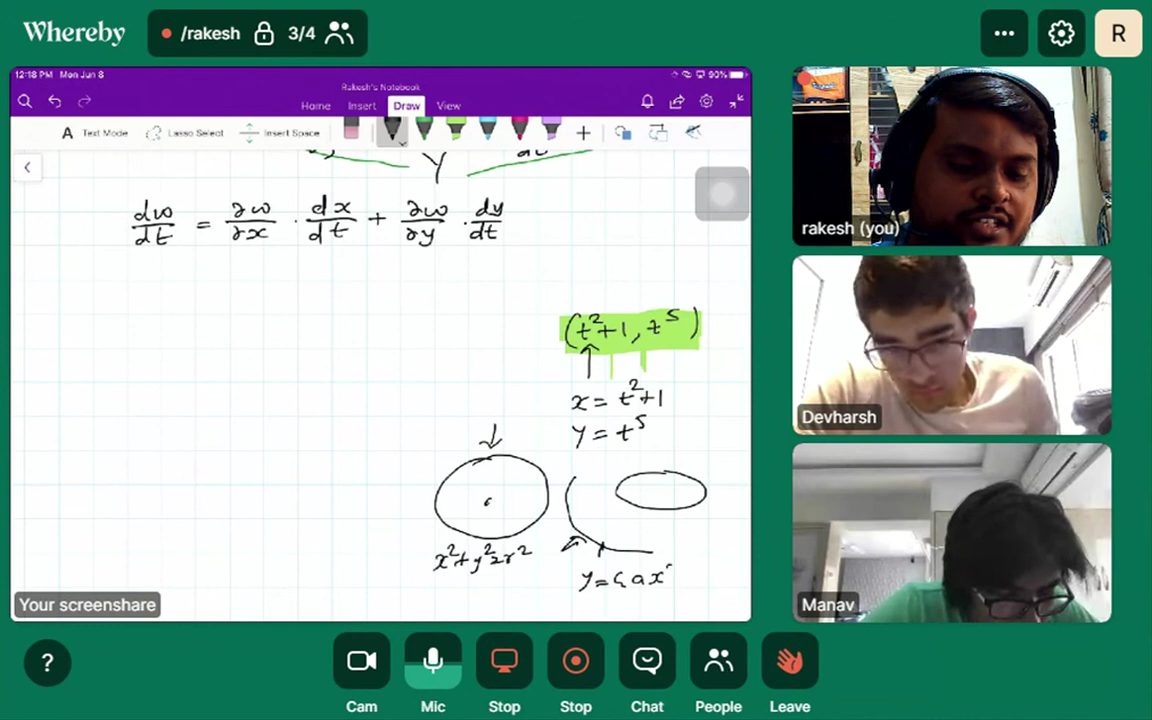 Whereby
/rakesh 3/4
R
12:18 PM Mon Jun 8
90%
Rakesh's Notebook
Home Insert Draw View
A Text Mode Lasso Select Insert Space
Y
dw/dt = ∂w/∂x · dx/dt + ∂w/∂y · dy/dt
(t²+1, t⁵)
x = t²+1
y = t⁵
x²+y²=r²
Your screenshare
rakesh (you)
Devharsh
Manav
?
Cam Mic Stop Stop Chat People Leave